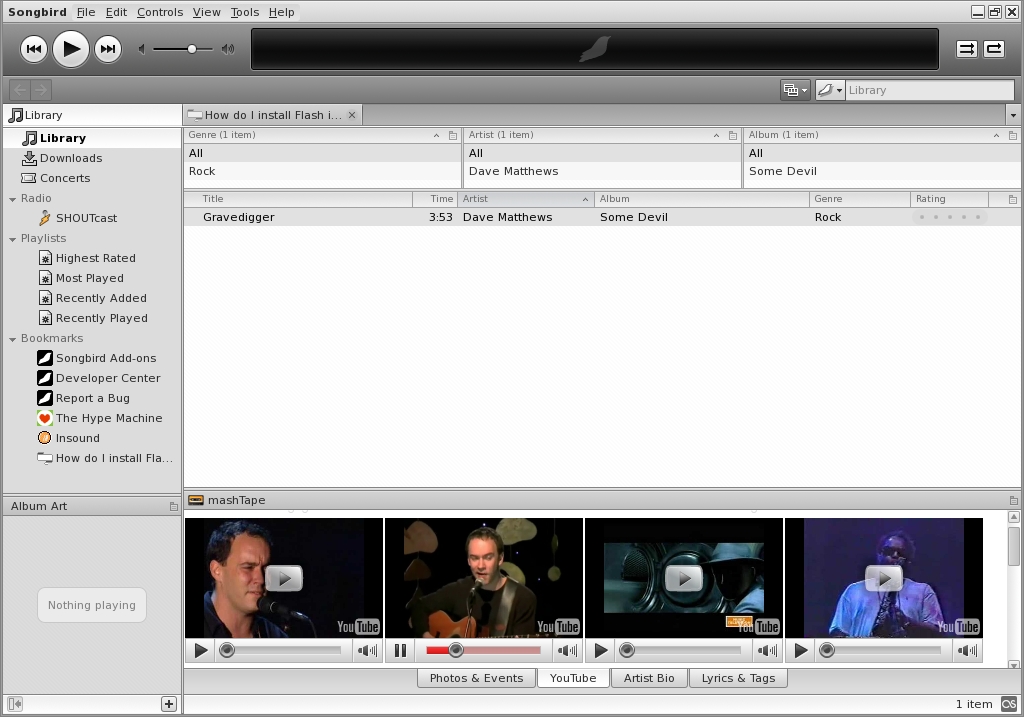 Songbird File Edit Controls View Tools Help
Library
Library
How do I install Flash i...
Library
Downloads
Concerts
Radio
SHOUTcast
Playlists
Highest Rated
Most Played
Recently Added
Recently Played
Bookmarks
Songbird Add-ons
Developer Center
Report a Bug
The Hype Machine
Insound
How do I install Fla...
Genre (1 item) Artist (1 item) Album (1 item)
All All All
Rock Dave Matthews Some Devil
Title Time Artist Album Genre Rating
Gravedigger 3:53 Dave Matthews Some Devil Rock
Album Art
Nothing playing
mashTape
YouTube YouTube YouTube YouTube
Photos & Events YouTube Artist Bio Lyrics & Tags
1 item